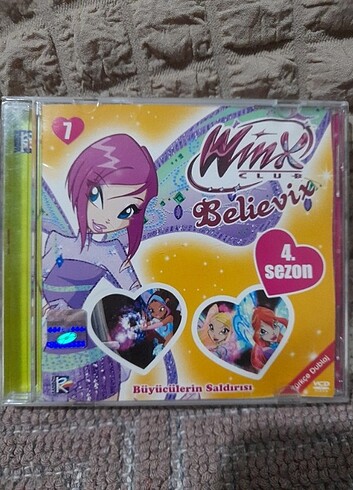 7
Winx
CLUB
Believix
4.
sezon
Büyücülerin Saldırısı
Türkçe Dublaj
VCD